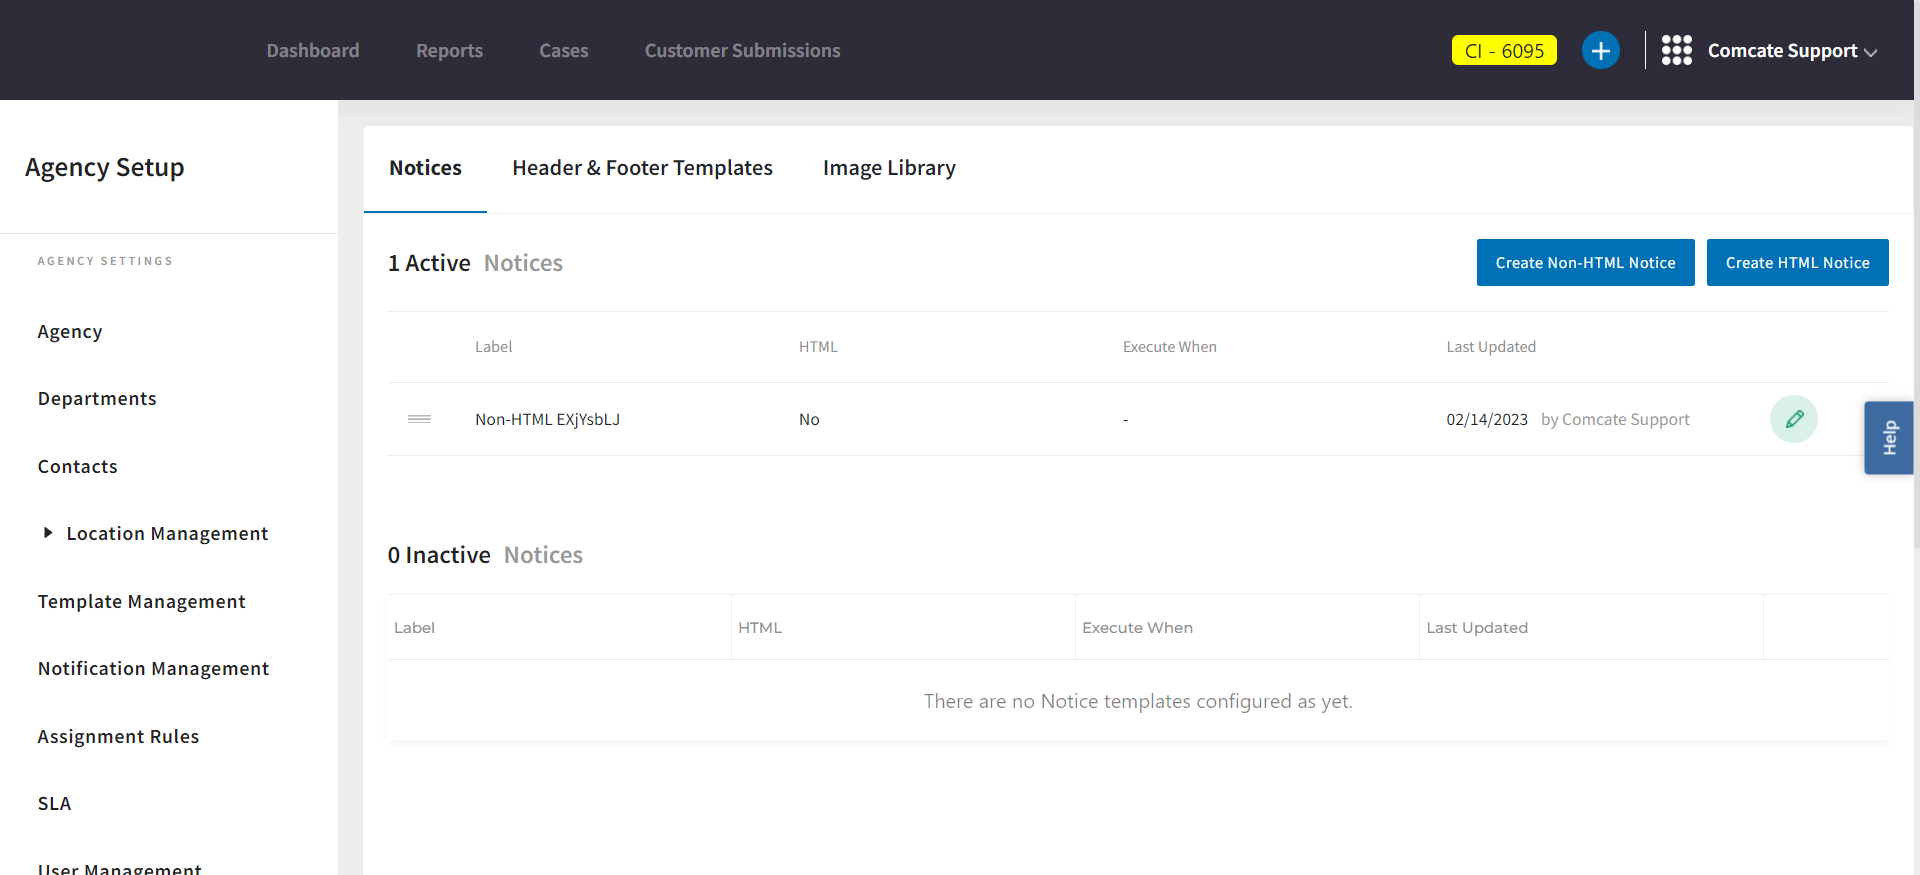 Dashboard Reports Cases Customer Submissions CI - 6095 Comcate Support
Agency Setup
AGENCY SETTINGS
Agency
Departments
Contacts
Location Management
Template Management
Notification Management
Assignment Rules
SLA
User Management
Notices Header & Footer Templates Image Library
1 Active Notices Create Non-HTML Notice Create HTML Notice
Label HTML Execute When Last Updated
Non-HTML EXjYsbLJ No - 02/14/2023 by Comcate Support
Help
0 Inactive Notices
Label HTML Execute When Last Updated
There are no Notice templates configured as yet.